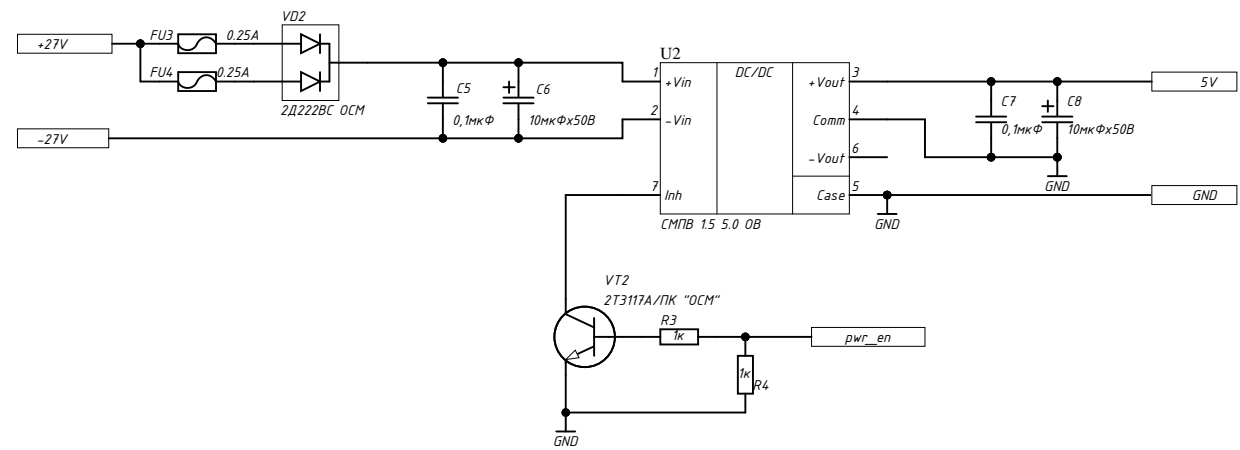 VD2
+27V
FU3
0.25A
FU4
0.25A
2Д222ВС ОСМ
-27V
C5
0,1мкФ
C6
10мкФх50В
U2
DC/DC
1
+Vin
2
-Vin
7
Inh
+Vout
3
Comm
4
-Vout
6
Case
5
СМПВ 1.5 5.0 ОВ
C7
0,1мкФ
C8
10мкФх50В
5V
GND
GND
GND
VT2
2Т3117А/ПК "ОСМ"
R3
1к
pwr_en
1к
R4
GND